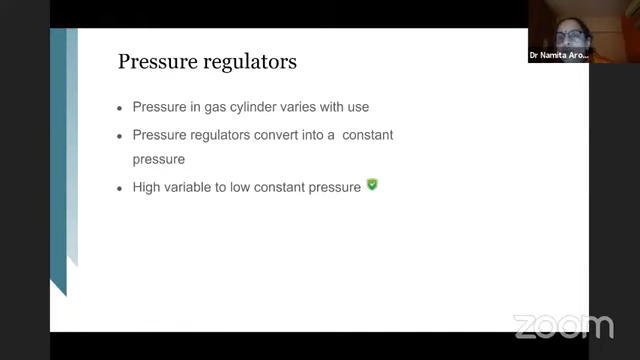 Pressure regulators
Pressure in gas cylinder varies with use
Pressure regulators convert into a constant
pressure
High variable to low constant pressure
Dr Namita Aro...
zoom